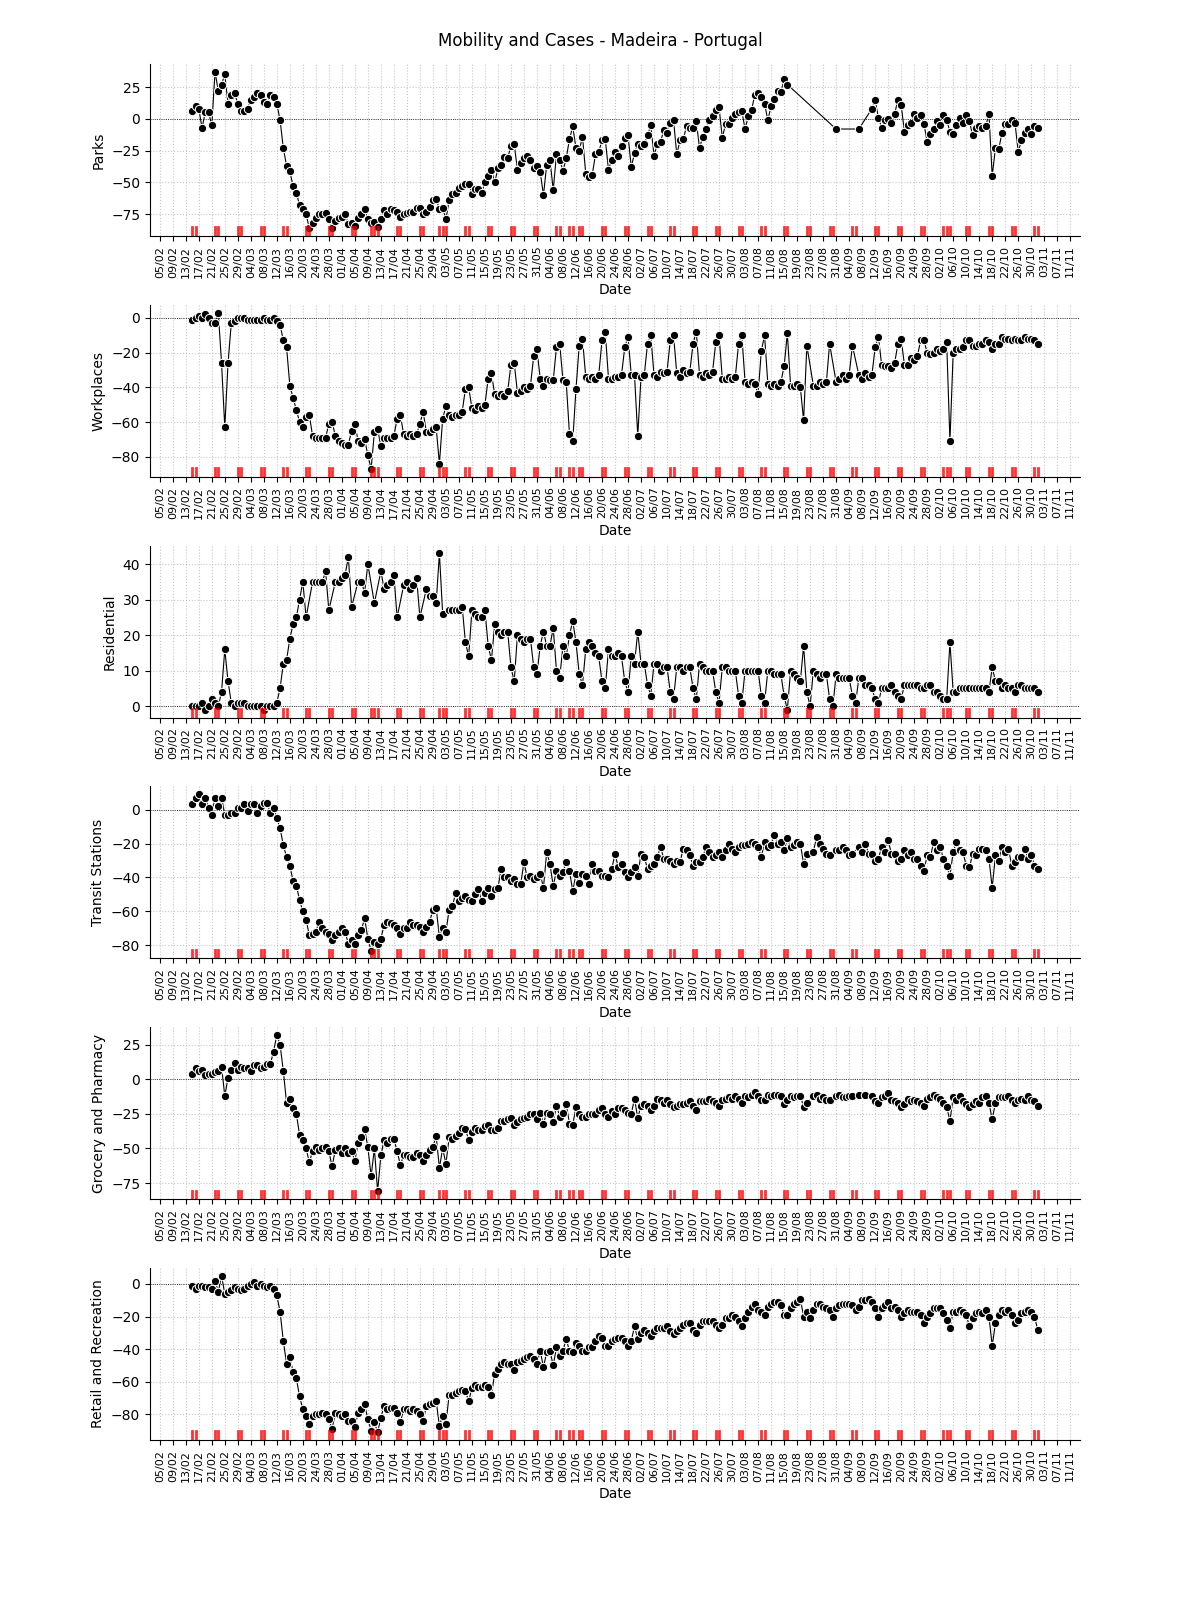 Mobility and Cases - Madeira - Portugal
Parks
25
0
−25
−50
−75
05/02 09/02 13/02 17/02 21/02 25/02 29/02 04/03 08/03 12/03 16/03 20/03 24/03 28/03 01/04 05/04 09/04 13/04 17/04 21/04 25/04 29/04 03/05 07/05 11/05 15/05 19/05 23/05 27/05 31/05 04/06 08/06 12/06 16/06 20/06 24/06 28/06 02/07 06/07 10/07 14/07 18/07 22/07 26/07 30/07 03/08 07/08 11/08 15/08 19/08 23/08 27/08 31/08 04/09 08/09 12/09 16/09 20/09 24/09 28/09 02/10 06/10 10/10 14/10 18/10 22/10 26/10 30/10 03/11 07/11 11/11
Date
Workplaces
0
−20
−40
−60
−80
05/02 09/02 13/02 17/02 21/02 25/02 29/02 04/03 08/03 12/03 16/03 20/03 24/03 28/03 01/04 05/04 09/04 13/04 17/04 21/04 25/04 29/04 03/05 07/05 11/05 15/05 19/05 23/05 27/05 31/05 04/06 08/06 12/06 16/06 20/06 24/06 28/06 02/07 06/07 10/07 14/07 18/07 22/07 26/07 30/07 03/08 07/08 11/08 15/08 19/08 23/08 27/08 31/08 04/09 08/09 12/09 16/09 20/09 24/09 28/09 02/10 06/10 10/10 14/10 18/10 22/10 26/10 30/10 03/11 07/11 11/11
Date
Residential
40
30
20
10
0
05/02 09/02 13/02 17/02 21/02 25/02 29/02 04/03 08/03 12/03 16/03 20/03 24/03 28/03 01/04 05/04 09/04 13/04 17/04 21/04 25/04 29/04 03/05 07/05 11/05 15/05 19/05 23/05 27/05 31/05 04/06 08/06 12/06 16/06 20/06 24/06 28/06 02/07 06/07 10/07 14/07 18/07 22/07 26/07 30/07 03/08 07/08 11/08 15/08 19/08 23/08 27/08 31/08 04/09 08/09 12/09 16/09 20/09 24/09 28/09 02/10 06/10 10/10 14/10 18/10 22/10 26/10 30/10 03/11 07/11 11/11
Date
Transit Stations
0
−20
−40
−60
−80
05/02 09/02 13/02 17/02 21/02 25/02 29/02 04/03 08/03 12/03 16/03 20/03 24/03 28/03 01/04 05/04 09/04 13/04 17/04 21/04 25/04 29/04 03/05 07/05 11/05 15/05 19/05 23/05 27/05 31/05 04/06 08/06 12/06 16/06 20/06 24/06 28/06 02/07 06/07 10/07 14/07 18/07 22/07 26/07 30/07 03/08 07/08 11/08 15/08 19/08 23/08 27/08 31/08 04/09 08/09 12/09 16/09 20/09 24/09 28/09 02/10 06/10 10/10 14/10 18/10 22/10 26/10 30/10 03/11 07/11 11/11
Date
Grocery and Pharmacy
25
0
−25
−50
−75
05/02 09/02 13/02 17/02 21/02 25/02 29/02 04/03 08/03 12/03 16/03 20/03 24/03 28/03 01/04 05/04 09/04 13/04 17/04 21/04 25/04 29/04 03/05 07/05 11/05 15/05 19/05 23/05 27/05 31/05 04/06 08/06 12/06 16/06 20/06 24/06 28/06 02/07 06/07 10/07 14/07 18/07 22/07 26/07 30/07 03/08 07/08 11/08 15/08 19/08 23/08 27/08 31/08 04/09 08/09 12/09 16/09 20/09 24/09 28/09 02/10 06/10 10/10 14/10 18/10 22/10 26/10 30/10 03/11 07/11 11/11
Date
Retail and Recreation
0
−20
−40
−60
−80
05/02 09/02 13/02 17/02 21/02 25/02 29/02 04/03 08/03 12/03 16/03 20/03 24/03 28/03 01/04 05/04 09/04 13/04 17/04 21/04 25/04 29/04 03/05 07/05 11/05 15/05 19/05 23/05 27/05 31/05 04/06 08/06 12/06 16/06 20/06 24/06 28/06 02/07 06/07 10/07 14/07 18/07 22/07 26/07 30/07 03/08 07/08 11/08 15/08 19/08 23/08 27/08 31/08 04/09 08/09 12/09 16/09 20/09 24/09 28/09 02/10 06/10 10/10 14/10 18/10 22/10 26/10 30/10 03/11 07/11 11/11
Date